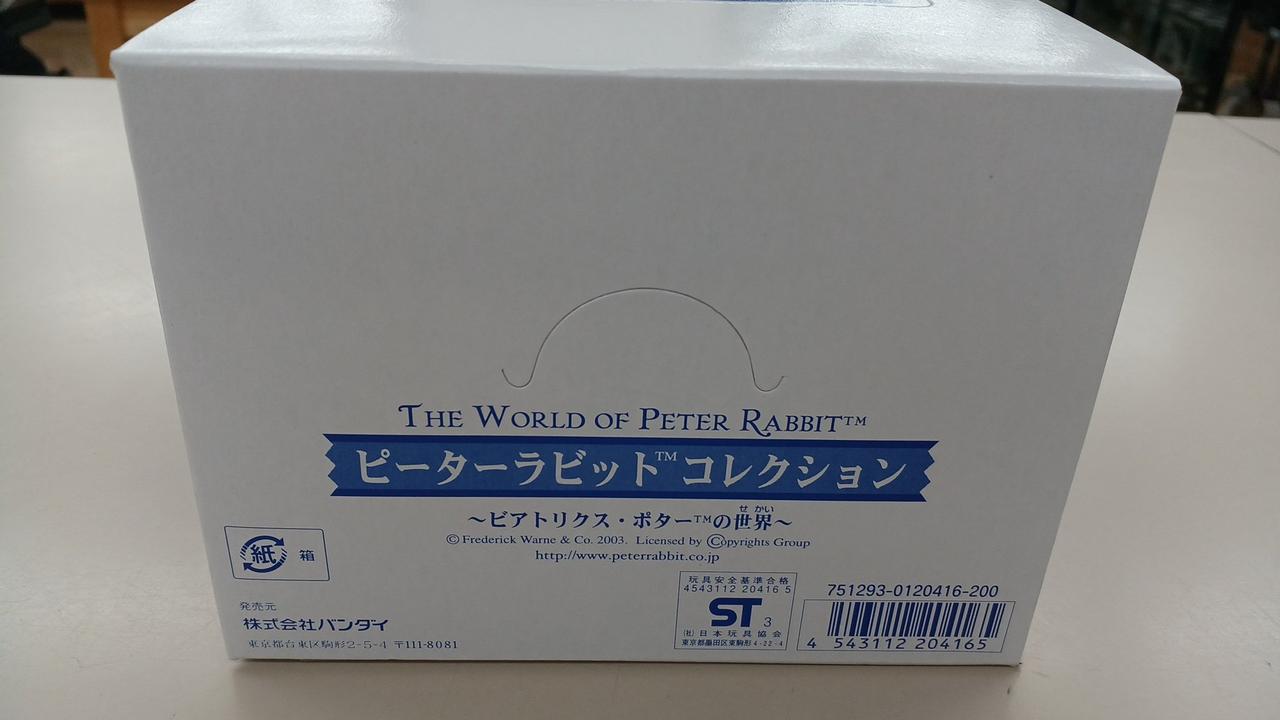 THE WORLD OF PETER RABBIT™
ピーターラビット™コレクション
～ビアトリクス・ポター™の世界～
せかい
©Frederick Warne & Co. 2003. Licensed by ©opyrights Group
http://www.peterrabbit.co.jp
紙 箱
発売元
株式会社バンダイ
東京都台東区駒形2-5-4 〒111-8081
玩具安全基準合格
4543112 20416 5
ST 3
(社)日本玩具協会
東京都墨田区東駒形4-22-4
751293-0120416-200
4 543112 204165